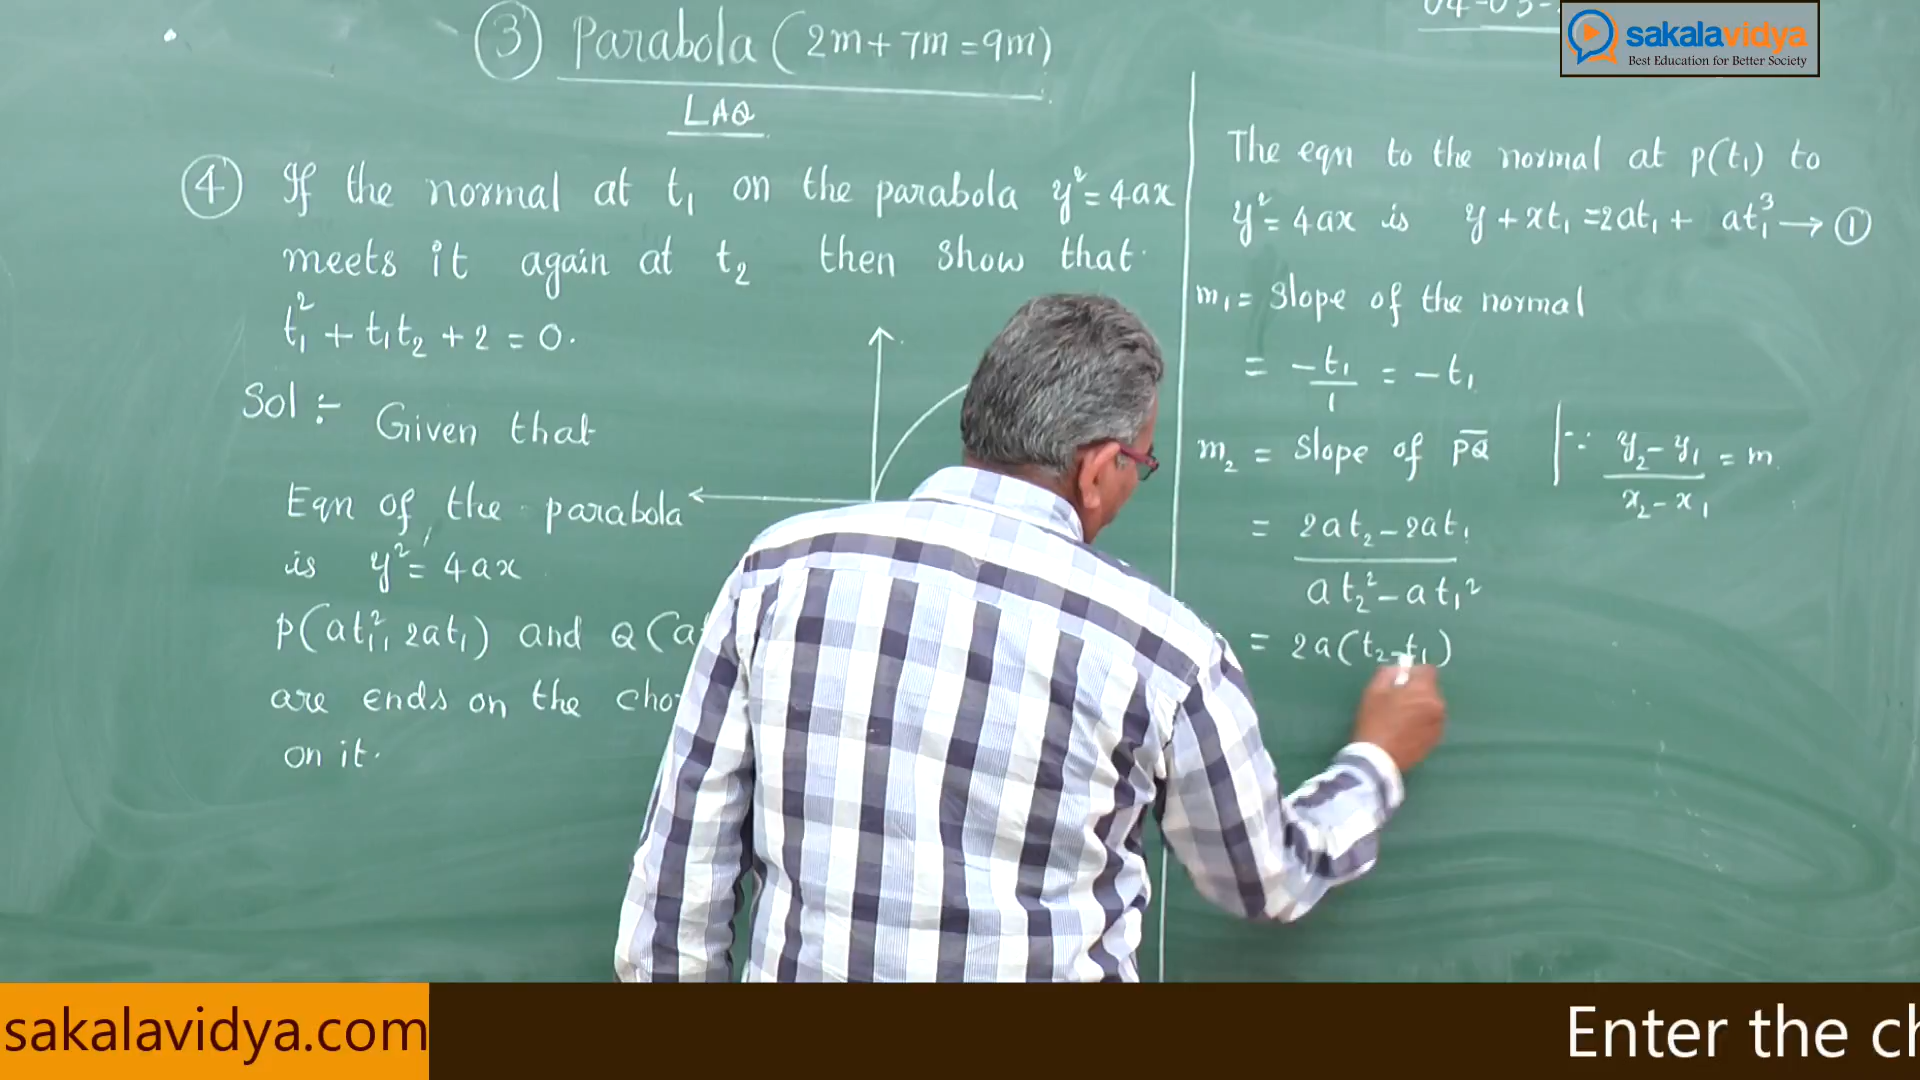 ③ Parabola (2m + 7m = 9m)
LAQ
④ If the normal at t₁ on the parabola y² = 4ax
meets it again at t₂ then show that
t₁² + t₁t₂ + 2 = 0.
Sol :-
Given that
Eqn of the parabola
is y² = 4ax
P(at₁², 2at₁) and Q(a
are ends on the
on it.
The eqn to the normal at P(t₁) to
y² = 4ax is y + xt₁ = 2at₁ + at₁³ → ①
m₁ = Slope of the normal
= -t₁/1 = -t₁
m₂ = Slope of P̅Q̅ | ∵ y₂ - y₁ / x₂ - x₁ = m
= 2at₂ - 2at₁ / at₂² - at₁²
= 2a(t₂ - t₁)
sakalavidya
Best Education for Better Society
sakalavidya.com
Enter the